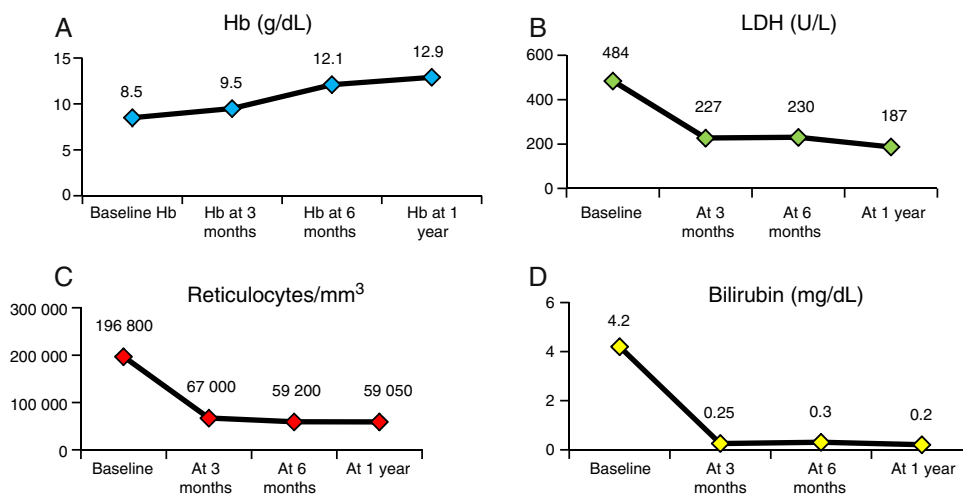 A
Hb (g/dL)
15
10
5
0
8.5
9.5
12.1
12.9
Baseline Hb
Hb at 3
months
Hb at 6
months
Hb at 1
year
B
LDH (U/L)
600
400
200
0
484
227
230
187
Baseline
At 3
months
At 6
months
At 1 year
C
Reticulocytes/mm³
300 000
200 000
100 000
0
196 800
67 000
59 200
59 050
Baseline
At 3
months
At 6
months
At 1 year
D
Bilirubin (mg/dL)
6
4
2
0
4.2
0.25
0.3
0.2
Baseline
At 3
months
At 6
months
At 1 year